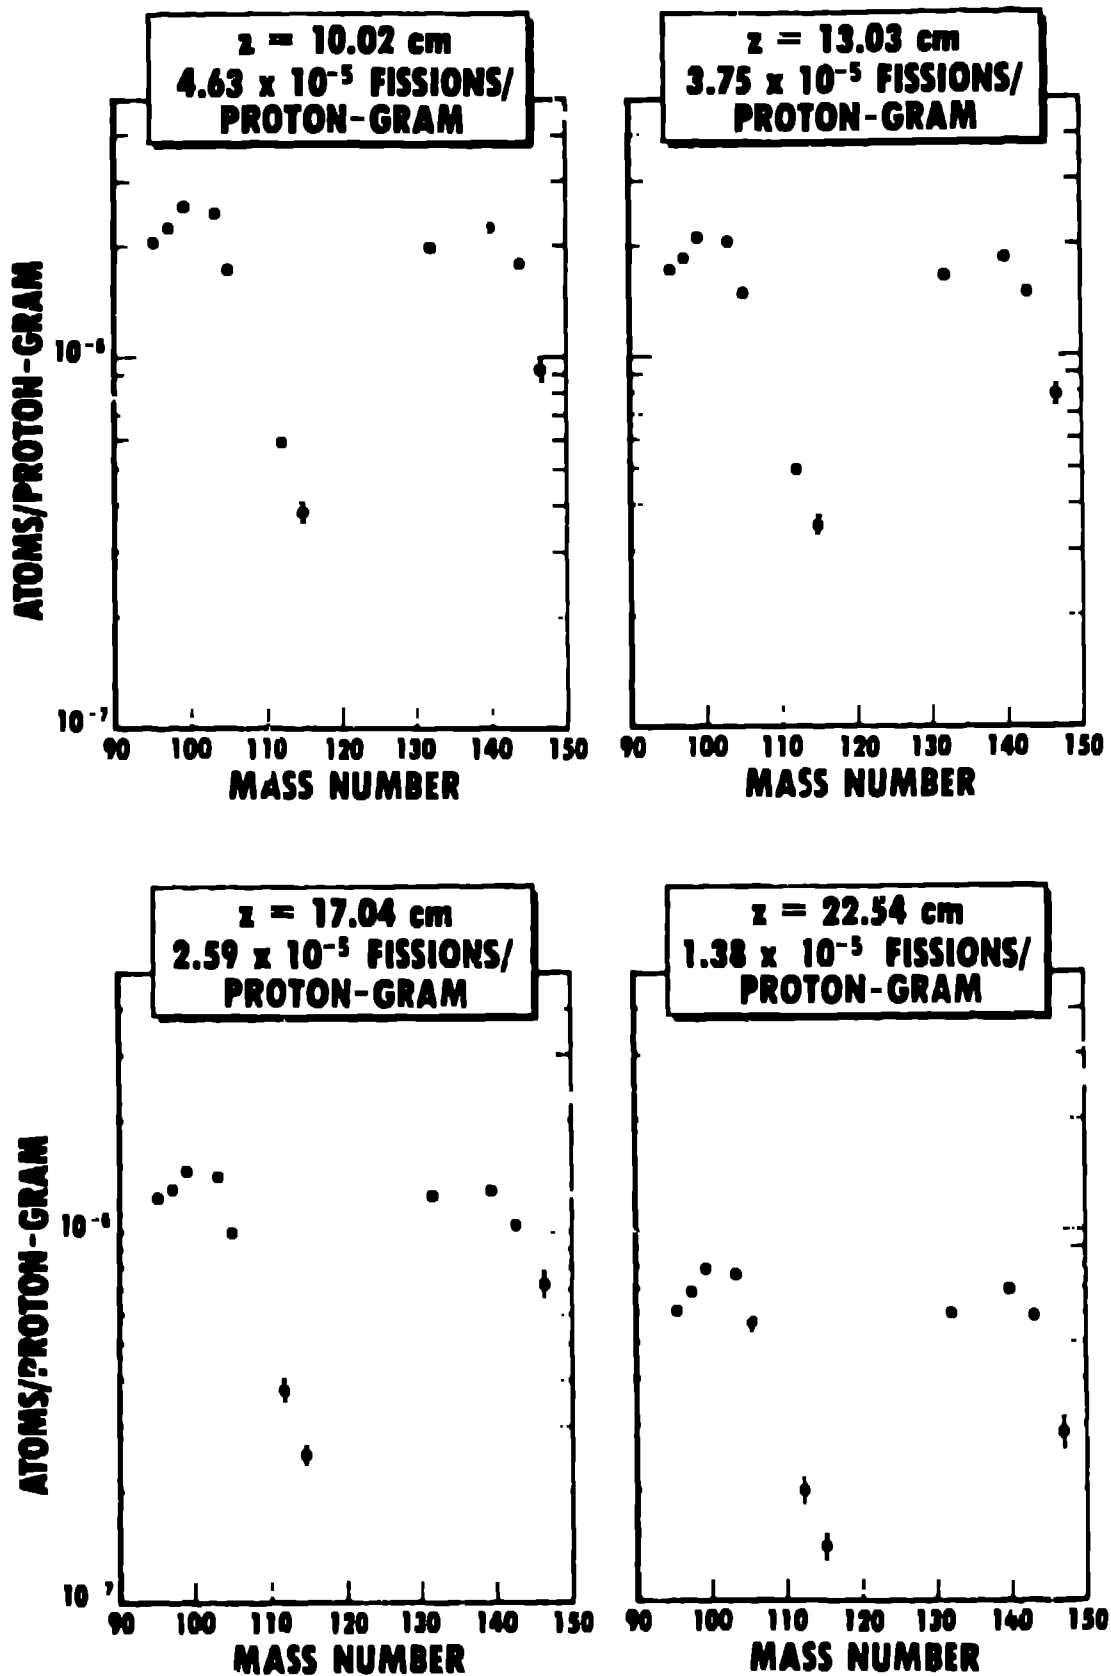 z = 10.02 cm
4.63 x 10⁻⁵ FISSIONS/
PROTON-GRAM
z = 13.03 cm
3.75 x 10⁻⁵ FISSIONS/
PROTON-GRAM
ATOMS/PROTON-GRAM
10⁻⁶
10⁻⁷
90 100 110 120 130 140 150
MASS NUMBER
90 100 110 120 130 140 150
MASS NUMBER
z = 17.04 cm
2.59 x 10⁻⁵ FISSIONS/
PROTON-GRAM
z = 22.54 cm
1.38 x 10⁻⁵ FISSIONS/
PROTON-GRAM
ATOMS/PROTON-GRAM
10⁻⁶
10⁷
90 100 110 120 130 140 150
MASS NUMBER
90 100 110 120 130 140 150
MASS NUMBER